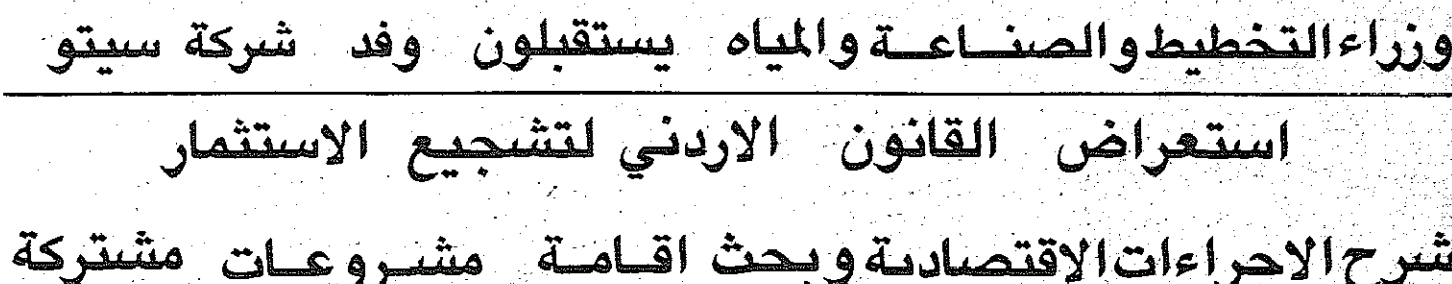 وزراء التخطيط والصناعة والمياه يستقبلون وفد شركة سيتو
استعراض القانون الاردني لتشجيع الاستثمار
شرح الاجراءات الاقتصادية وبحث اقامة مشروعات مشتركة